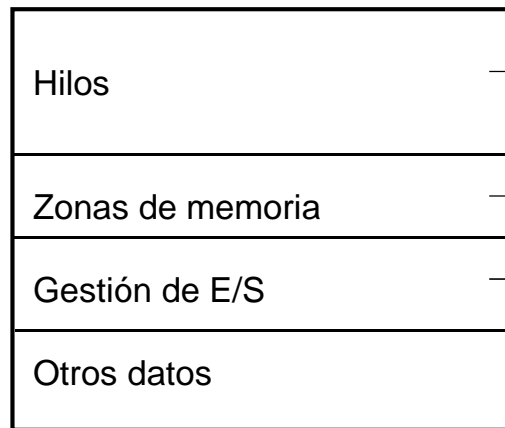 Hilos
Zonas de memoria
Gestión de E/S
Otros datos